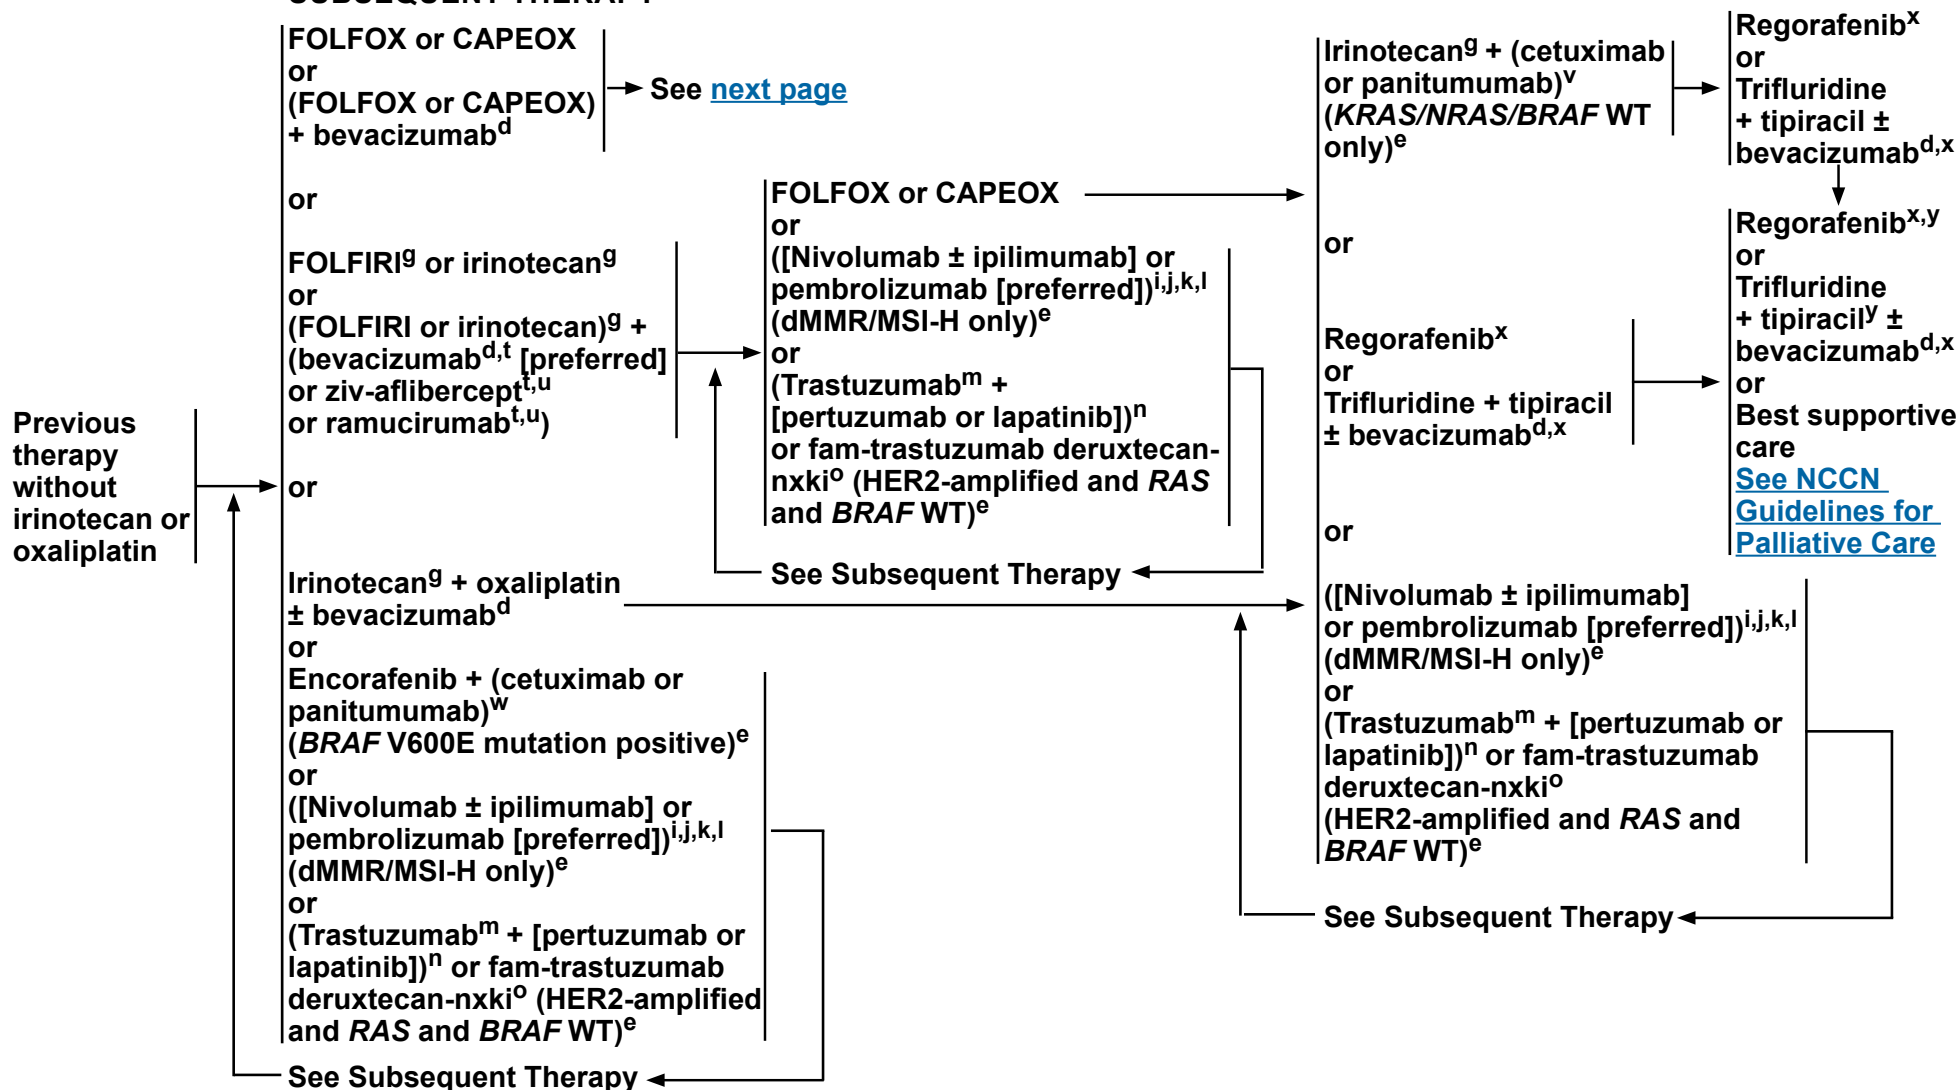 SUBSEQUENT THERAPY
Previous
therapy
without
irinotecan or
oxaliplatin
FOLFOX or CAPEOX
or
(FOLFOX or CAPEOX)
+ bevacizumabᵈ
See next page
or
FOLFIRIᵍ or irinotecanᵍ
or
(FOLFIRI or irinotecan)ᵍ +
(bevacizumabᵈ,ᵗ [preferred]
or ziv-afliberceptᵗ,ᵘ
or ramucirumabᵗ,ᵘ)
or
Irinotecanᵍ + oxaliplatin
± bevacizumabᵈ
or
Encorafenib + (cetuximab or
panitumumab)ʷ
(BRAF V600E mutation positive)ᵉ
or
([Nivolumab ± ipilimumab] or
pembrolizumab [preferred])ⁱ,ʲ,ᵏ,ˡ
(dMMR/MSI-H only)ᵉ
or
(Trastuzumabᵐ + [pertuzumab or
lapatinib])ⁿ or fam-trastuzumab
deruxtecan-nxkiᵒ (HER2-amplified
and RAS and BRAF WT)ᵉ
See Subsequent Therapy
FOLFOX or CAPEOX
or
([Nivolumab ± ipilimumab] or
pembrolizumab [preferred])ⁱ,ʲ,ᵏ,ˡ
(dMMR/MSI-H only)ᵉ
or
(Trastuzumabᵐ +
[pertuzumab or lapatinib])ⁿ
or fam-trastuzumab deruxtecan-
nxkiᵒ (HER2-amplified and RAS
and BRAF WT)ᵉ
See Subsequent Therapy
Irinotecanᵍ + (cetuximab
or panitumumab)ᵛ
(KRAS/NRAS/BRAF WT
only)ᵉ
or
Regorafenibˣ
or
Trifluridine + tipiracil
± bevacizumabᵈ,ˣ
or
([Nivolumab ± ipilimumab]
or pembrolizumab [preferred])ⁱ,ʲ,ᵏ,ˡ
(dMMR/MSI-H only)ᵉ
or
(Trastuzumabᵐ + [pertuzumab or
lapatinib])ⁿ or fam-trastuzumab
deruxtecan-nxkiᵒ
(HER2-amplified and RAS and
BRAF WT)ᵉ
See Subsequent Therapy
Regorafenibˣ
or
Trifluridine
+ tipiracil ±
bevacizumabᵈ,ˣ
Regorafenibˣ,ʸ
or
Trifluridine
+ tipiracilʸ ±
bevacizumabᵈ,ˣ
or
Best supportive
care
See NCCN
Guidelines for
Palliative Care